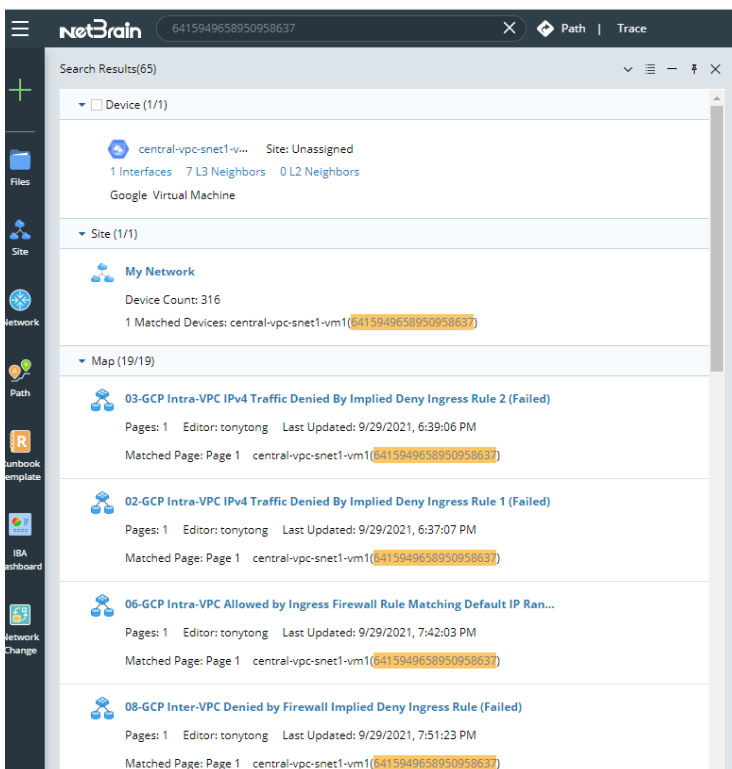 NetBrain
6415949658950958637
Path | Trace
Search Results(65)
Device (1/1)
central-vpc-snet1-v... Site: Unassigned
1 Interfaces 7 L3 Neighbors 0 L2 Neighbors
Google Virtual Machine
Site (1/1)
My Network
Device Count: 316
1 Matched Devices: central-vpc-snet1-vm1(6415949658950958637)
Map (19/19)
03-GCP Intra-VPC IPv4 Traffic Denied By Implied Deny Ingress Rule 2 (Failed)
Pages: 1 Editor: tonytong Last Updated: 9/29/2021, 6:39:06 PM
Matched Page: Page 1 central-vpc-snet1-vm1(6415949658950958637)
02-GCP Intra-VPC IPv4 Traffic Denied By Implied Deny Ingress Rule 1 (Failed)
Pages: 1 Editor: tonytong Last Updated: 9/29/2021, 6:37:07 PM
Matched Page: Page 1 central-vpc-snet1-vm1(6415949658950958637)
06-GCP Intra-VPC Allowed by Ingress Firewall Rule Matching Default IP Ran...
Pages: 1 Editor: tonytong Last Updated: 9/29/2021, 7:42:03 PM
Matched Page: Page 1 central-vpc-snet1-vm1(6415949658950958637)
08-GCP Inter-VPC Denied by Firewall Implied Deny Ingress Rule (Failed)
Pages: 1 Editor: tonytong Last Updated: 9/29/2021, 7:51:23 PM
Matched Page: Page 1 central-vpc-snet1-vm1(6415949658950958637)
Files
Site
Network
Path
R
Runbook
Template
IBA
ashboard
Network
Change